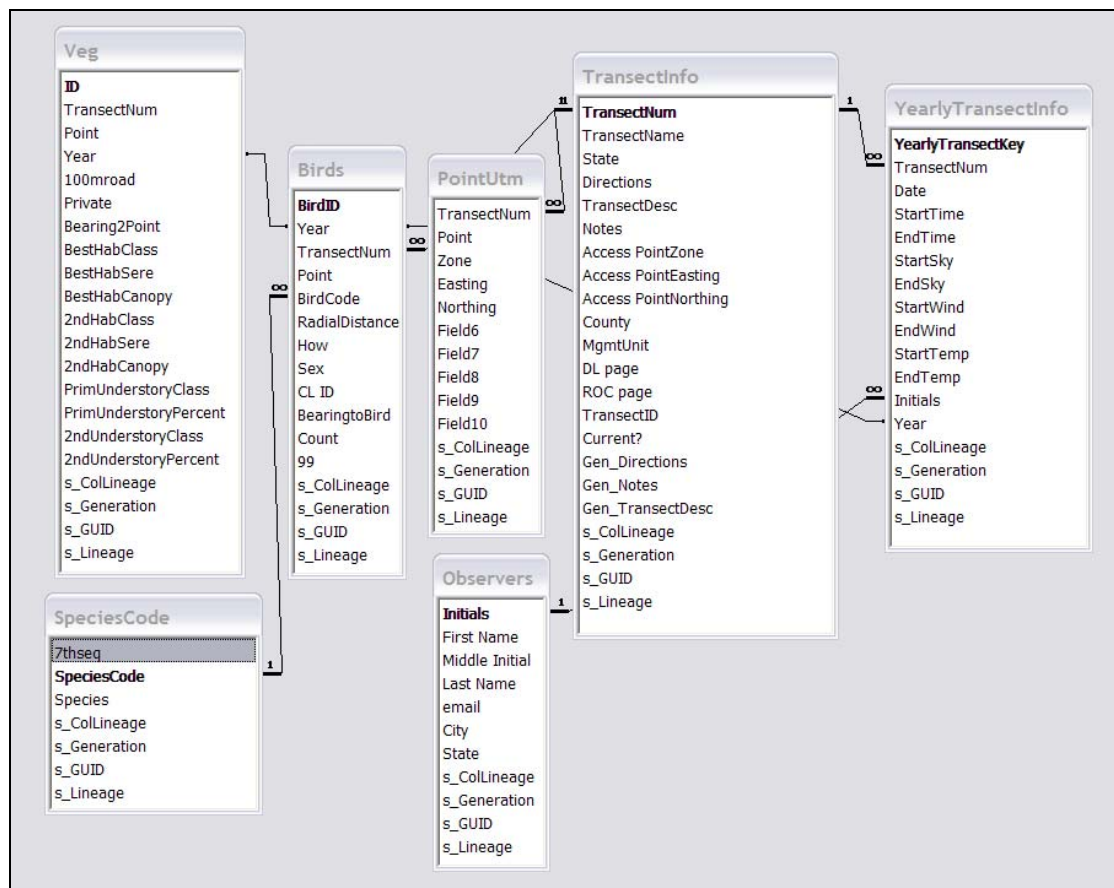 Veg
ID
TransectNum
Point
Year
100mroad
Private
Bearing2Point
BestHabClass
BestHabSere
BestHabCanopy
2ndHabClass
2ndHabSere
2ndHabCanopy
PrimUnderstoryClass
PrimUnderstoryPercent
2ndUnderstoryClass
2ndUnderstoryPercent
s_ColLineage
s_Generation
s_GUID
s_Lineage
Birds
BirdID
Year
TransectNum
Point
BirdCode
RadialDistance
How
Sex
CL ID
BearingtoBird
Count
99
s_ColLineage
s_Generation
s_GUID
s_Lineage
PointUtm
TransectNum
Point
Zone
Easting
Northing
Field6
Field7
Field8
Field9
Field10
s_ColLineage
s_Generation
s_GUID
s_Lineage
TransectInfo
TransectNum
TransectName
State
Directions
TransectDesc
Notes
Access PointZone
Access PointEasting
Access PointNorthing
County
MgmtUnit
DL page
ROC page
TransectID
Current?
Gen_Directions
Gen_Notes
Gen_TransectDesc
s_ColLineage
s_Generation
s_GUID
s_Lineage
YearlyTransectInfo
YearlyTransectKey
TransectNum
Date
StartTime
EndTime
StartSky
EndSky
StartWind
EndWind
StartTemp
EndTemp
Initials
Year
s_ColLineage
s_Generation
s_GUID
s_Lineage
SpeciesCode
7thseq
SpeciesCode
Species
s_ColLineage
s_Generation
s_GUID
s_Lineage
Observers
Initials
First Name
Middle Initial
Last Name
email
City
State
s_ColLineage
s_Generation
s_GUID
s_Lineage
∞
∞
1
11
∞
1
∞
∞
1